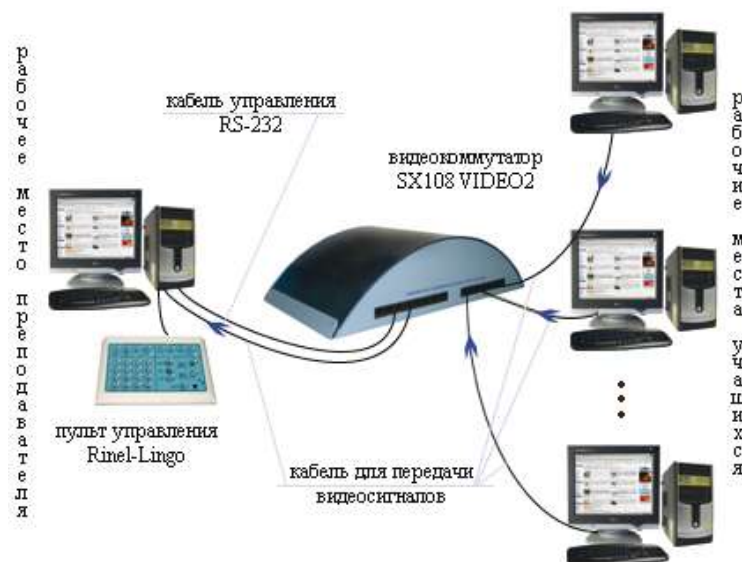 рабочее место преподавателя
кабель управления
RS-232
видеокоммутатор
SX108 VIDEO2
рабочие места учащихся
пульт управления
Rinel-Lingo
кабель для передачи
видеосигналов